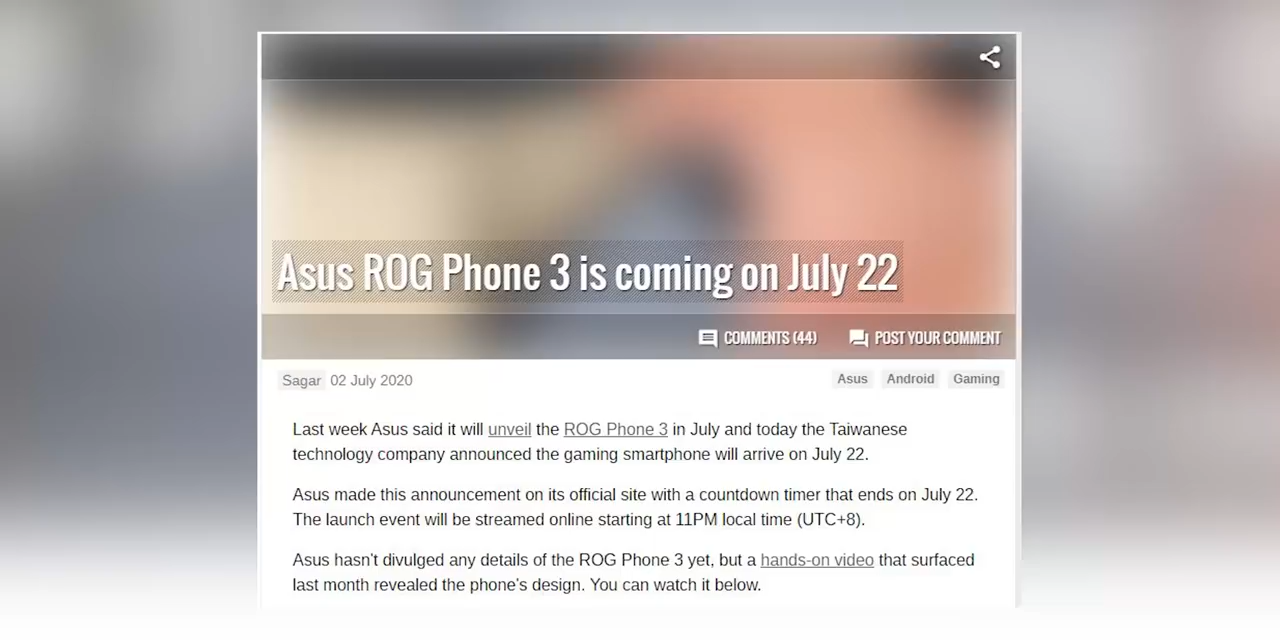 Asus ROG Phone 3 is coming on July 22
COMMENTS (44) POST YOUR COMMENT
Sagar 02 July 2020 Asus Android Gaming
Last week Asus said it will unveil the ROG Phone 3 in July and today the Taiwanese
technology company announced the gaming smartphone will arrive on July 22.
Asus made this announcement on its official site with a countdown timer that ends on July 22.
The launch event will be streamed online starting at 11PM local time (UTC+8).
Asus hasn't divulged any details of the ROG Phone 3 yet, but a hands-on video that surfaced
last month revealed the phone's design. You can watch it below.